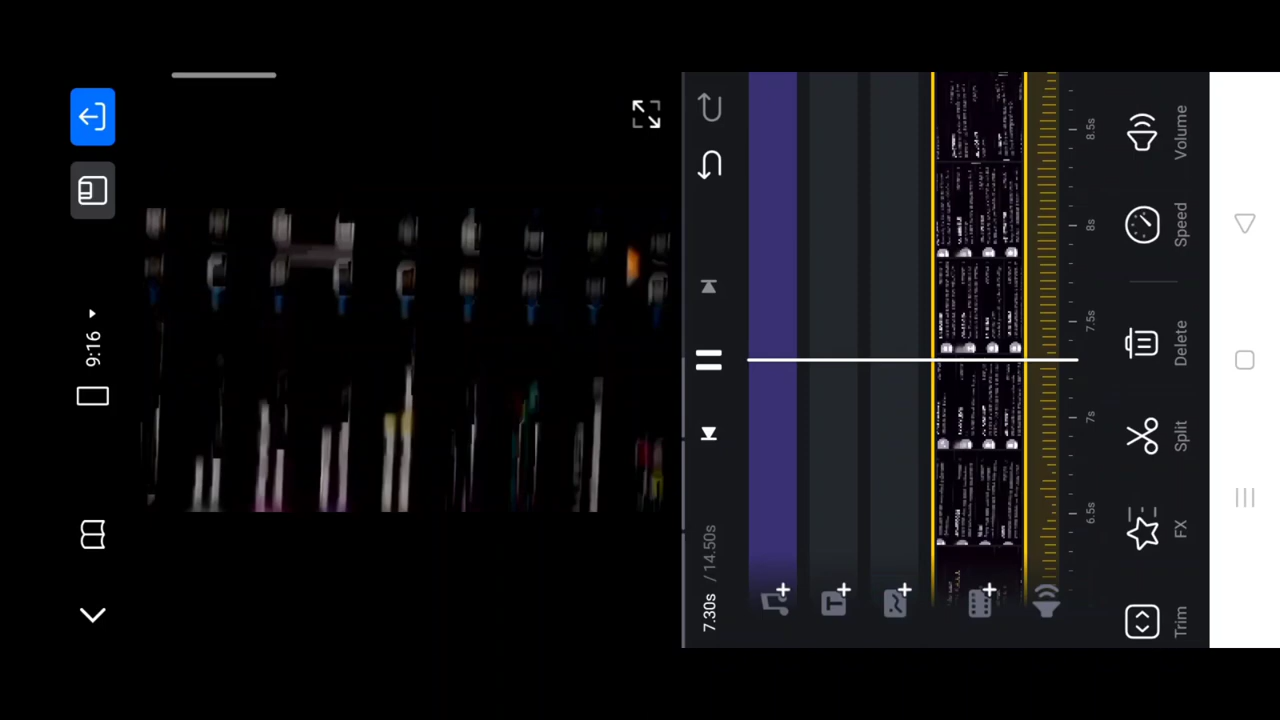 9:16
7.30s / 14.50s
8.5s
8s
7.5s
7s
6.5s
Volume
Speed
Delete
Split
FX
Trim